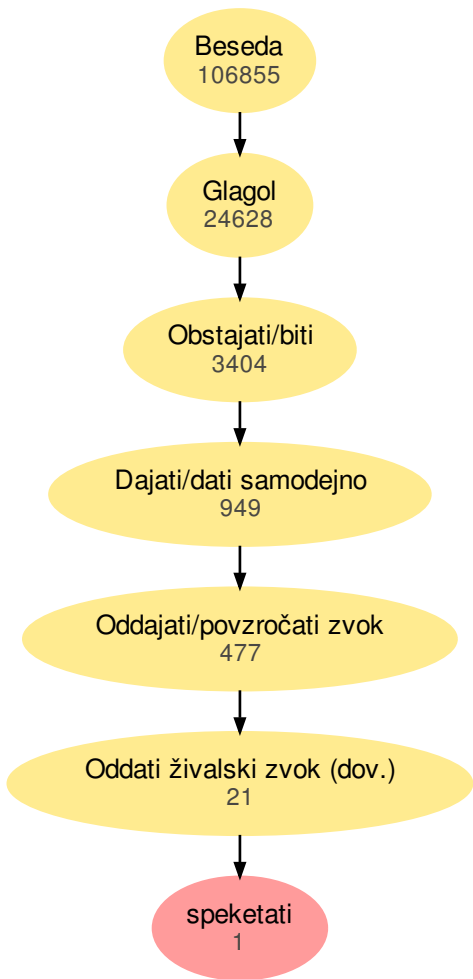 Beseda
106855
Glagol
24628
Obstajati/biti
3404
Dajati/dati samodejno
949
Oddajati/povzročati zvok
477
Oddati živalski zvok (dov.)
21
speketati
1